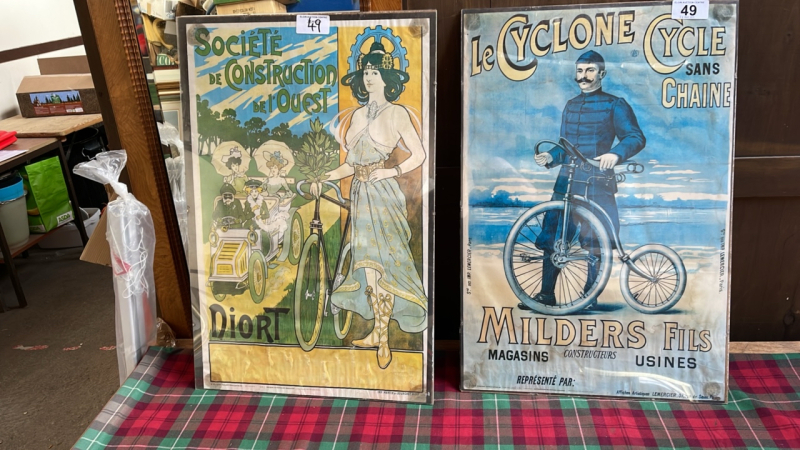 49
SOCIÉTÉ
DE CONSTRUCTION
DE L'OUEST
NIORT
49
LE CYCLONE CYCLE
SANS
CHAINE
MILDERS FILS
MAGASINS CONSTRUCTEURS USINES
REPRÉSENTÉ PAR:
LEMERCIER